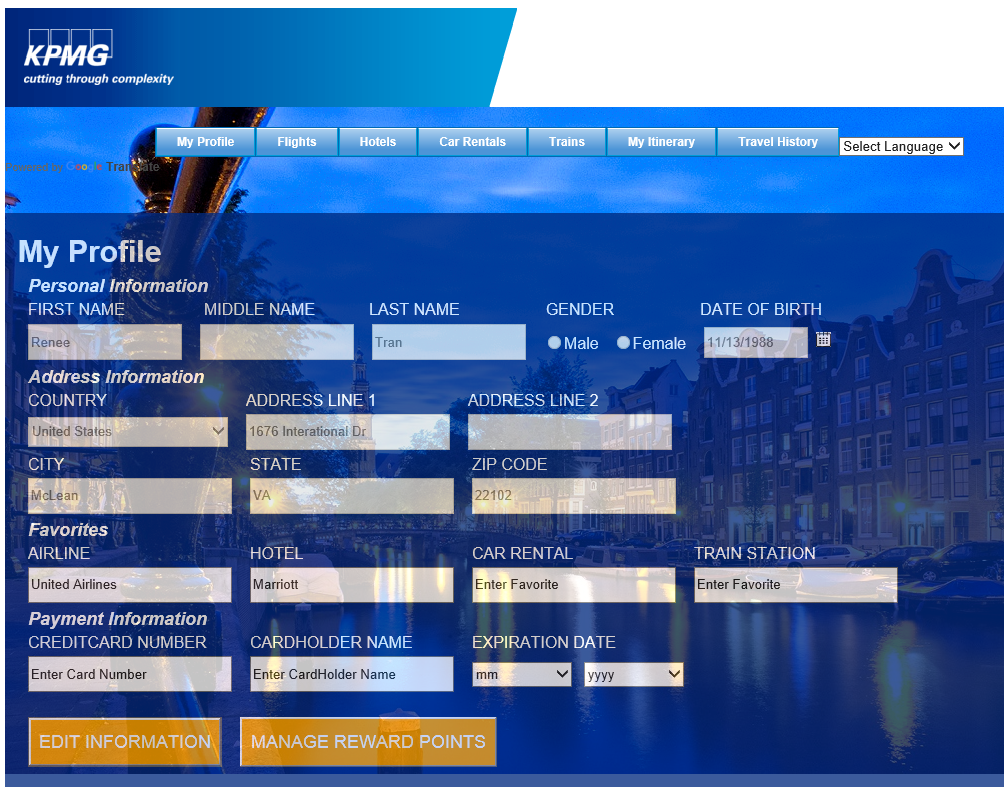 KPMG
cutting through complexity
My Profile Flights Hotels Car Rentals Trains My Itinerary Travel History Select Language
Powered by Google Translate
My Profile
Personal Information
FIRST NAME MIDDLE NAME LAST NAME GENDER DATE OF BIRTH
Renee Tran Male Female 11/13/1988
Address Information
COUNTRY ADDRESS LINE 1 ADDRESS LINE 2
United States 1676 Interational Dr
CITY STATE ZIP CODE
McLean VA 22102
Favorites
AIRLINE HOTEL CAR RENTAL TRAIN STATION
United Airlines Marriott Enter Favorite Enter Favorite
Payment Information
CREDITCARD NUMBER CARDHOLDER NAME EXPIRATION DATE
Enter Card Number Enter CardHolder Name mm yyyy
EDIT INFORMATION MANAGE REWARD POINTS